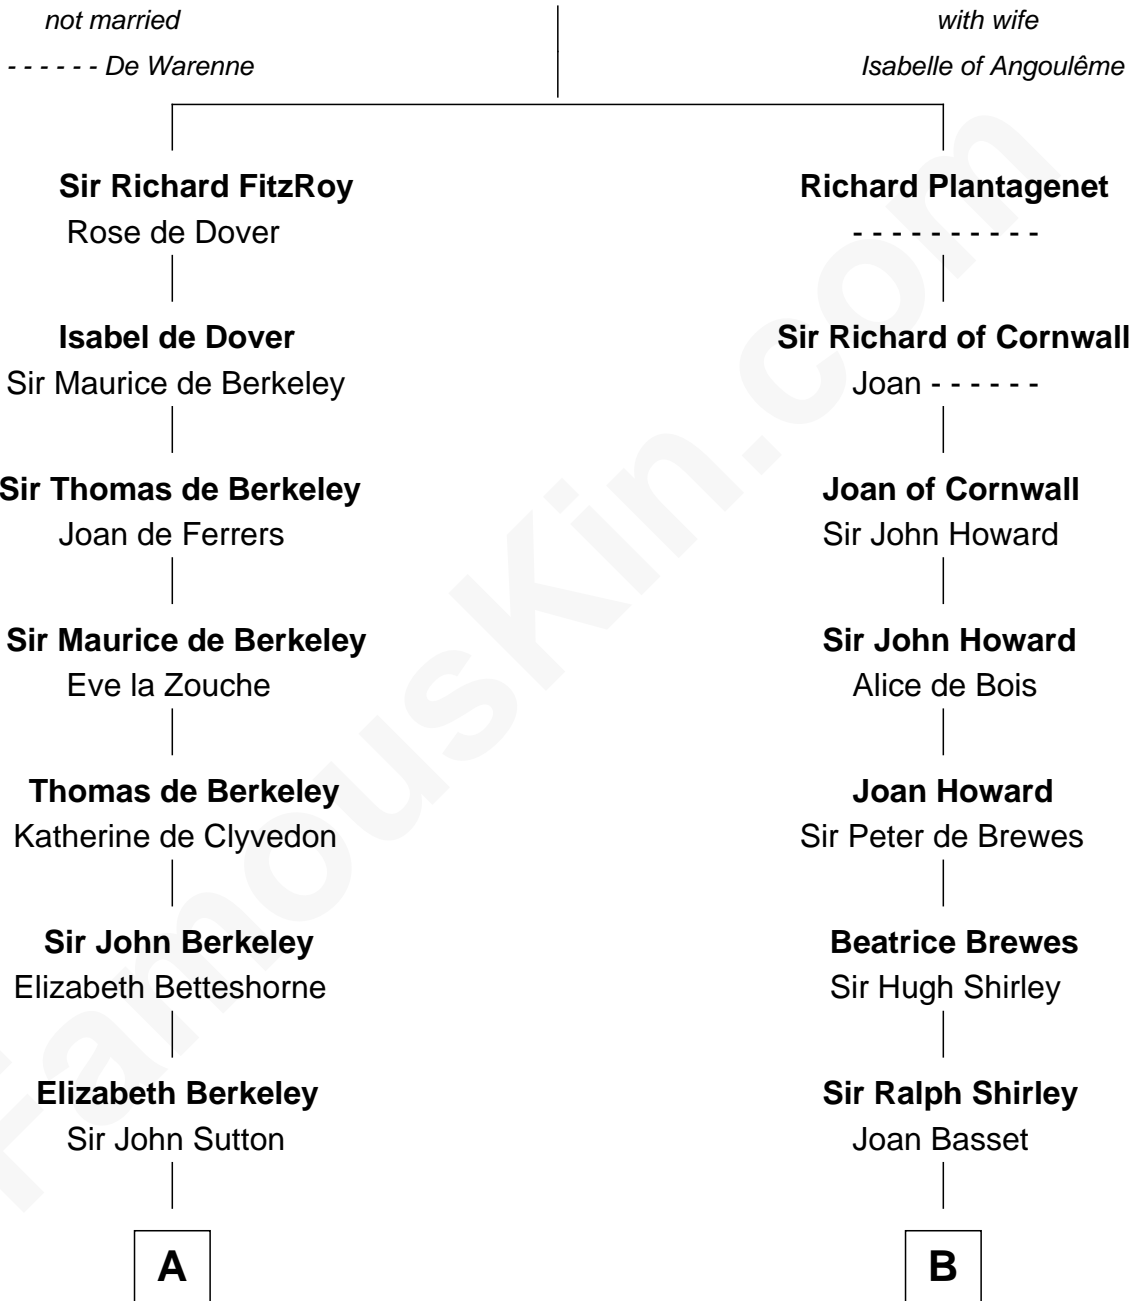 not married
with wife
- - - - - - De Warenne
Isabelle of Angoulême
Sir Richard FitzRoy
Richard Plantagenet
Rose de Dover
- - - - - - - - - -
Isabel de Dover
Sir Richard of Cornwall
Sir Maurice de Berkeley
Joan - - - - - -
Sir Thomas de Berkeley
Joan of Cornwall
Joan de Ferrers
Sir John Howard
Sir Maurice de Berkeley
Sir John Howard
Eve la Zouche
Alice de Bois
Thomas de Berkeley
Joan Howard
Katherine de Clyvedon
Sir Peter de Brewes
Sir John Berkeley
Beatrice Brewes
Elizabeth Betteshorne
Sir Hugh Shirley
Elizabeth Berkeley
Sir Ralph Shirley
Sir John Sutton
Joan Basset
A
B
FamousKin.com